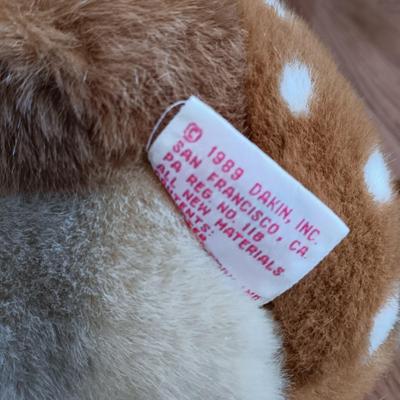 © 1989 DAKIN, INC.
SAN FRANCISCO, CA.
PA REG NO. 118
ALL NEW MATERIALS